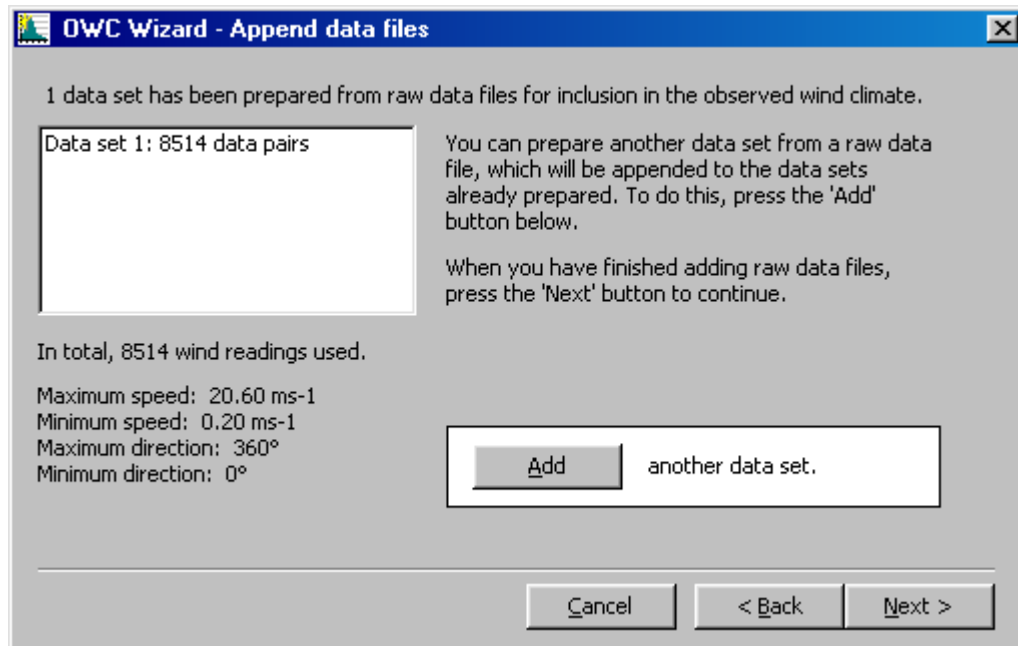 OWC Wizard - Append data files
1 data set has been prepared from raw data files for inclusion in the observed wind climate.
Data set 1: 8514 data pairs
You can prepare another data set from a raw data
file, which will be appended to the data sets
already prepared. To do this, press the 'Add'
button below.
When you have finished adding raw data files,
press the 'Next' button to continue.
In total, 8514 wind readings used.
Maximum speed: 20.60 ms-1
Minimum speed: 0.20 ms-1
Maximum direction: 360º
Minimum direction: 0º
Add another data set.
Cancel < Back Next >